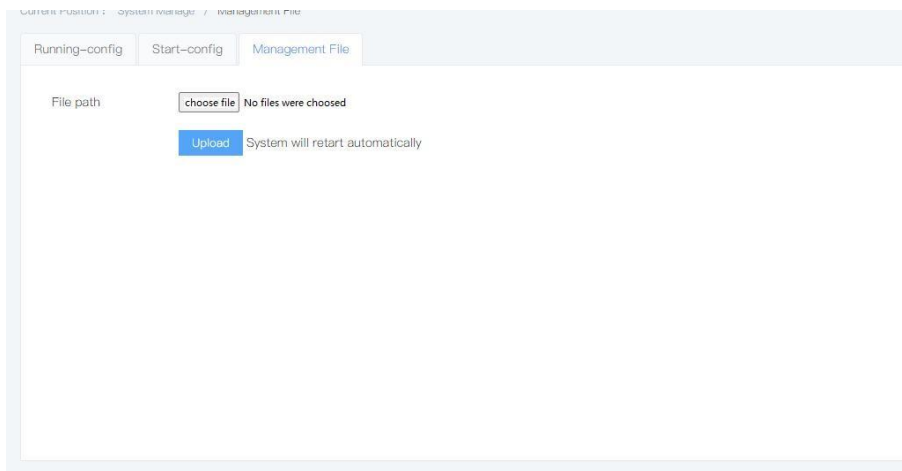 Current Position : System Manage / Management File
Running-config Start-config Management File
File path choose file No files were choosed
Upload System will retart automatically